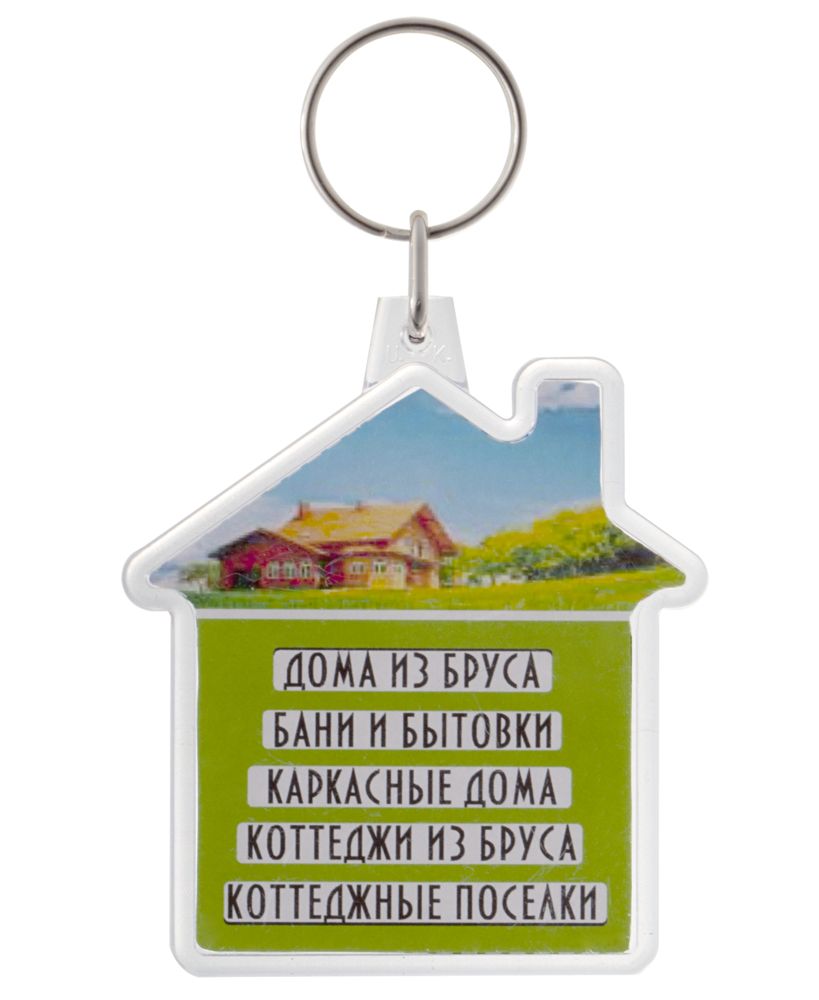 ДОМА ИЗ БРУСА
БАНИ И БЫТОВКИ
КАРКАСНЫЕ ДОМА
КОТТЕДЖИ ИЗ БРУСА
КОТТЕДЖНЫЕ ПОСЕЛКИ